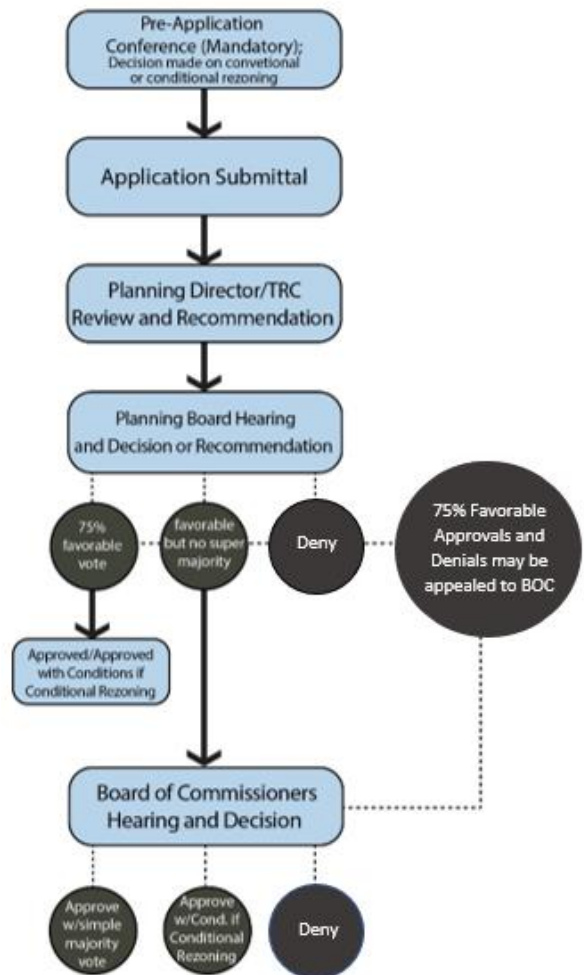 Pre-Application
Conference (Mandatory);
Decision made on convetional
or conditional rezoning
Application Submittal
Planning Director/TRC
Review and Recommendation
Planning Board Hearing
and Decision or Recommendation
75%
favorable
vote
favorable
but no super
majority
Deny
75% Favorable
Approvals and
Denials may be
appealed to BOC
Approved/Approved
with Conditions if
Conditional Rezoning
Board of Commissioners
Hearing and Decision
Approve
w/simple
majority
vote
Approve
w/Cond. if
Conditional
Rezoning
Deny